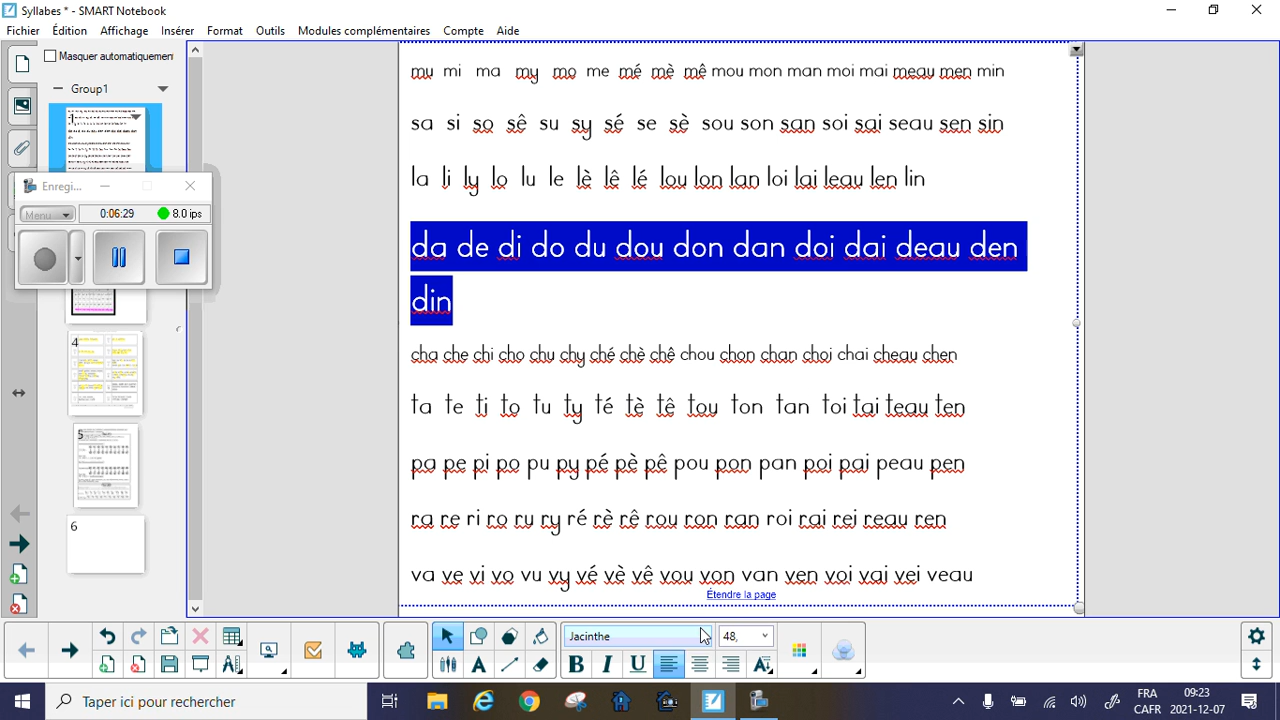 Syllabes * - SMART Notebook
Fichier Édition Affichage Insérer Format Outils Modules complémentaires Compte Aide
Masquer automatiquement
Group1
1
Enregi...
Menu
0:06:29
8.0 ips
4
5
6
mu mi ma my mo me mé mè mê mou mon man moi mai meau men min
sa si so sê su sy sé se sè sou son san soi sai seau sen sin
la li ly lo lu le lè lê lé lou lon lan loi lai leau len lin
da de di do du dou don dan doi dai deau den
din
cha che chi cho chu chy ché chè chê chou chon chan choi chai cheau chen
ta te ti to tu ty té tè tê tou ton tan toi tai teau ten
pa pe pi po pu py pé pè pê pou pon pan poi pai peau pen
ra re ri ro ru ry ré rè rê rou ron ran roi rai rei reau ren
va ve vi vo vu vy vé vè vê vou von van ven voi vai vei veau
Étendre la page
Jacinthe
48,
B I U A
Taper ici pour rechercher
FRA
CAFR
09:23
2021-12-07